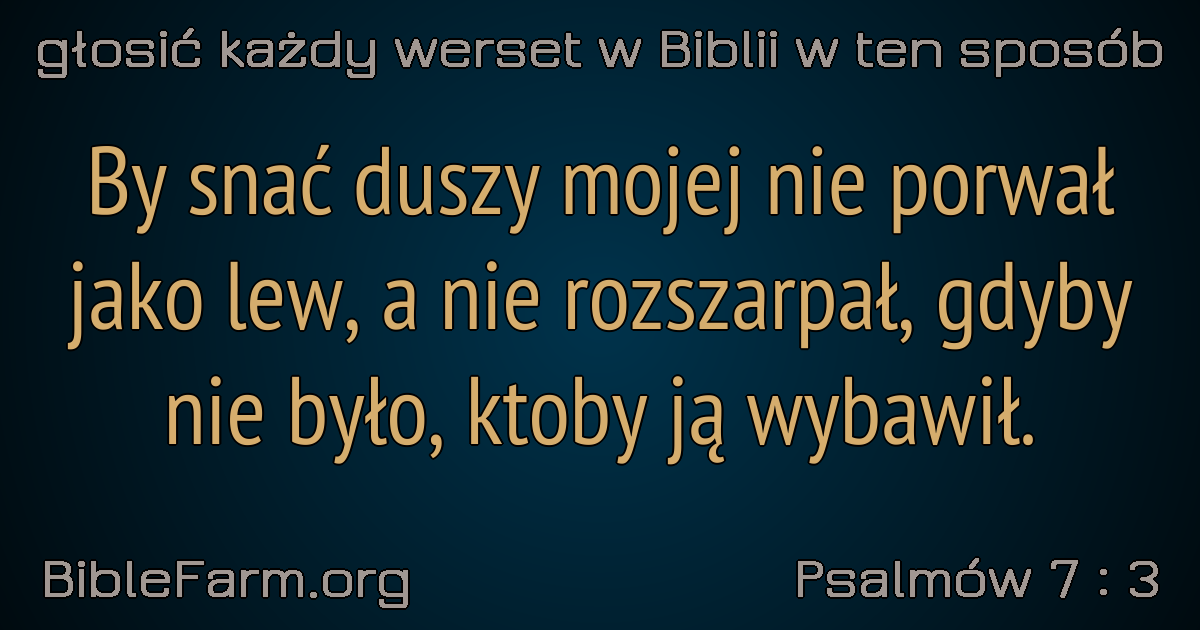 głosić każdy werset w Biblii w ten sposób
By snać duszy mojej nie porwał
jako lew, a nie rozszarpał, gdyby
nie było, ktoby ją wybawił.
BibleFarm.org
Psalmów 7 : 3